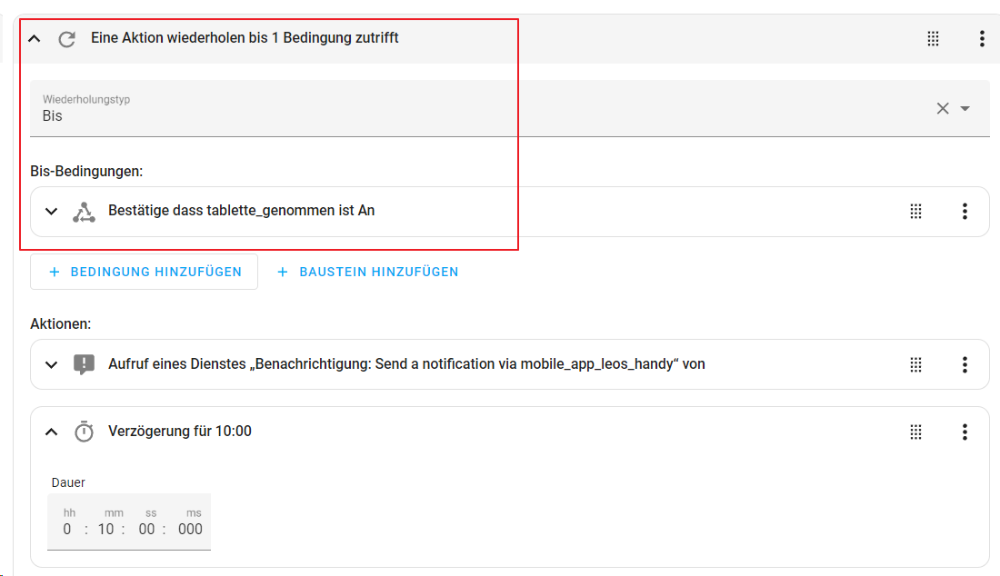 Eine Aktion wiederholen bis 1 Bedingung zutrifft
Wiederholungstyp
Bis
Bis-Bedingungen:
Bestätige dass tablette_genommen ist An
+ BEDINGUNG HINZUFÜGEN + BAUSTEIN HINZUFÜGEN
Aktionen:
Aufruf eines Dienstes „Benachrichtigung: Send a notification via mobile_app_leos_handy“ von
Verzögerung für 10:00
Dauer
hh mm ss ms
0 : 10 : 00 : 000